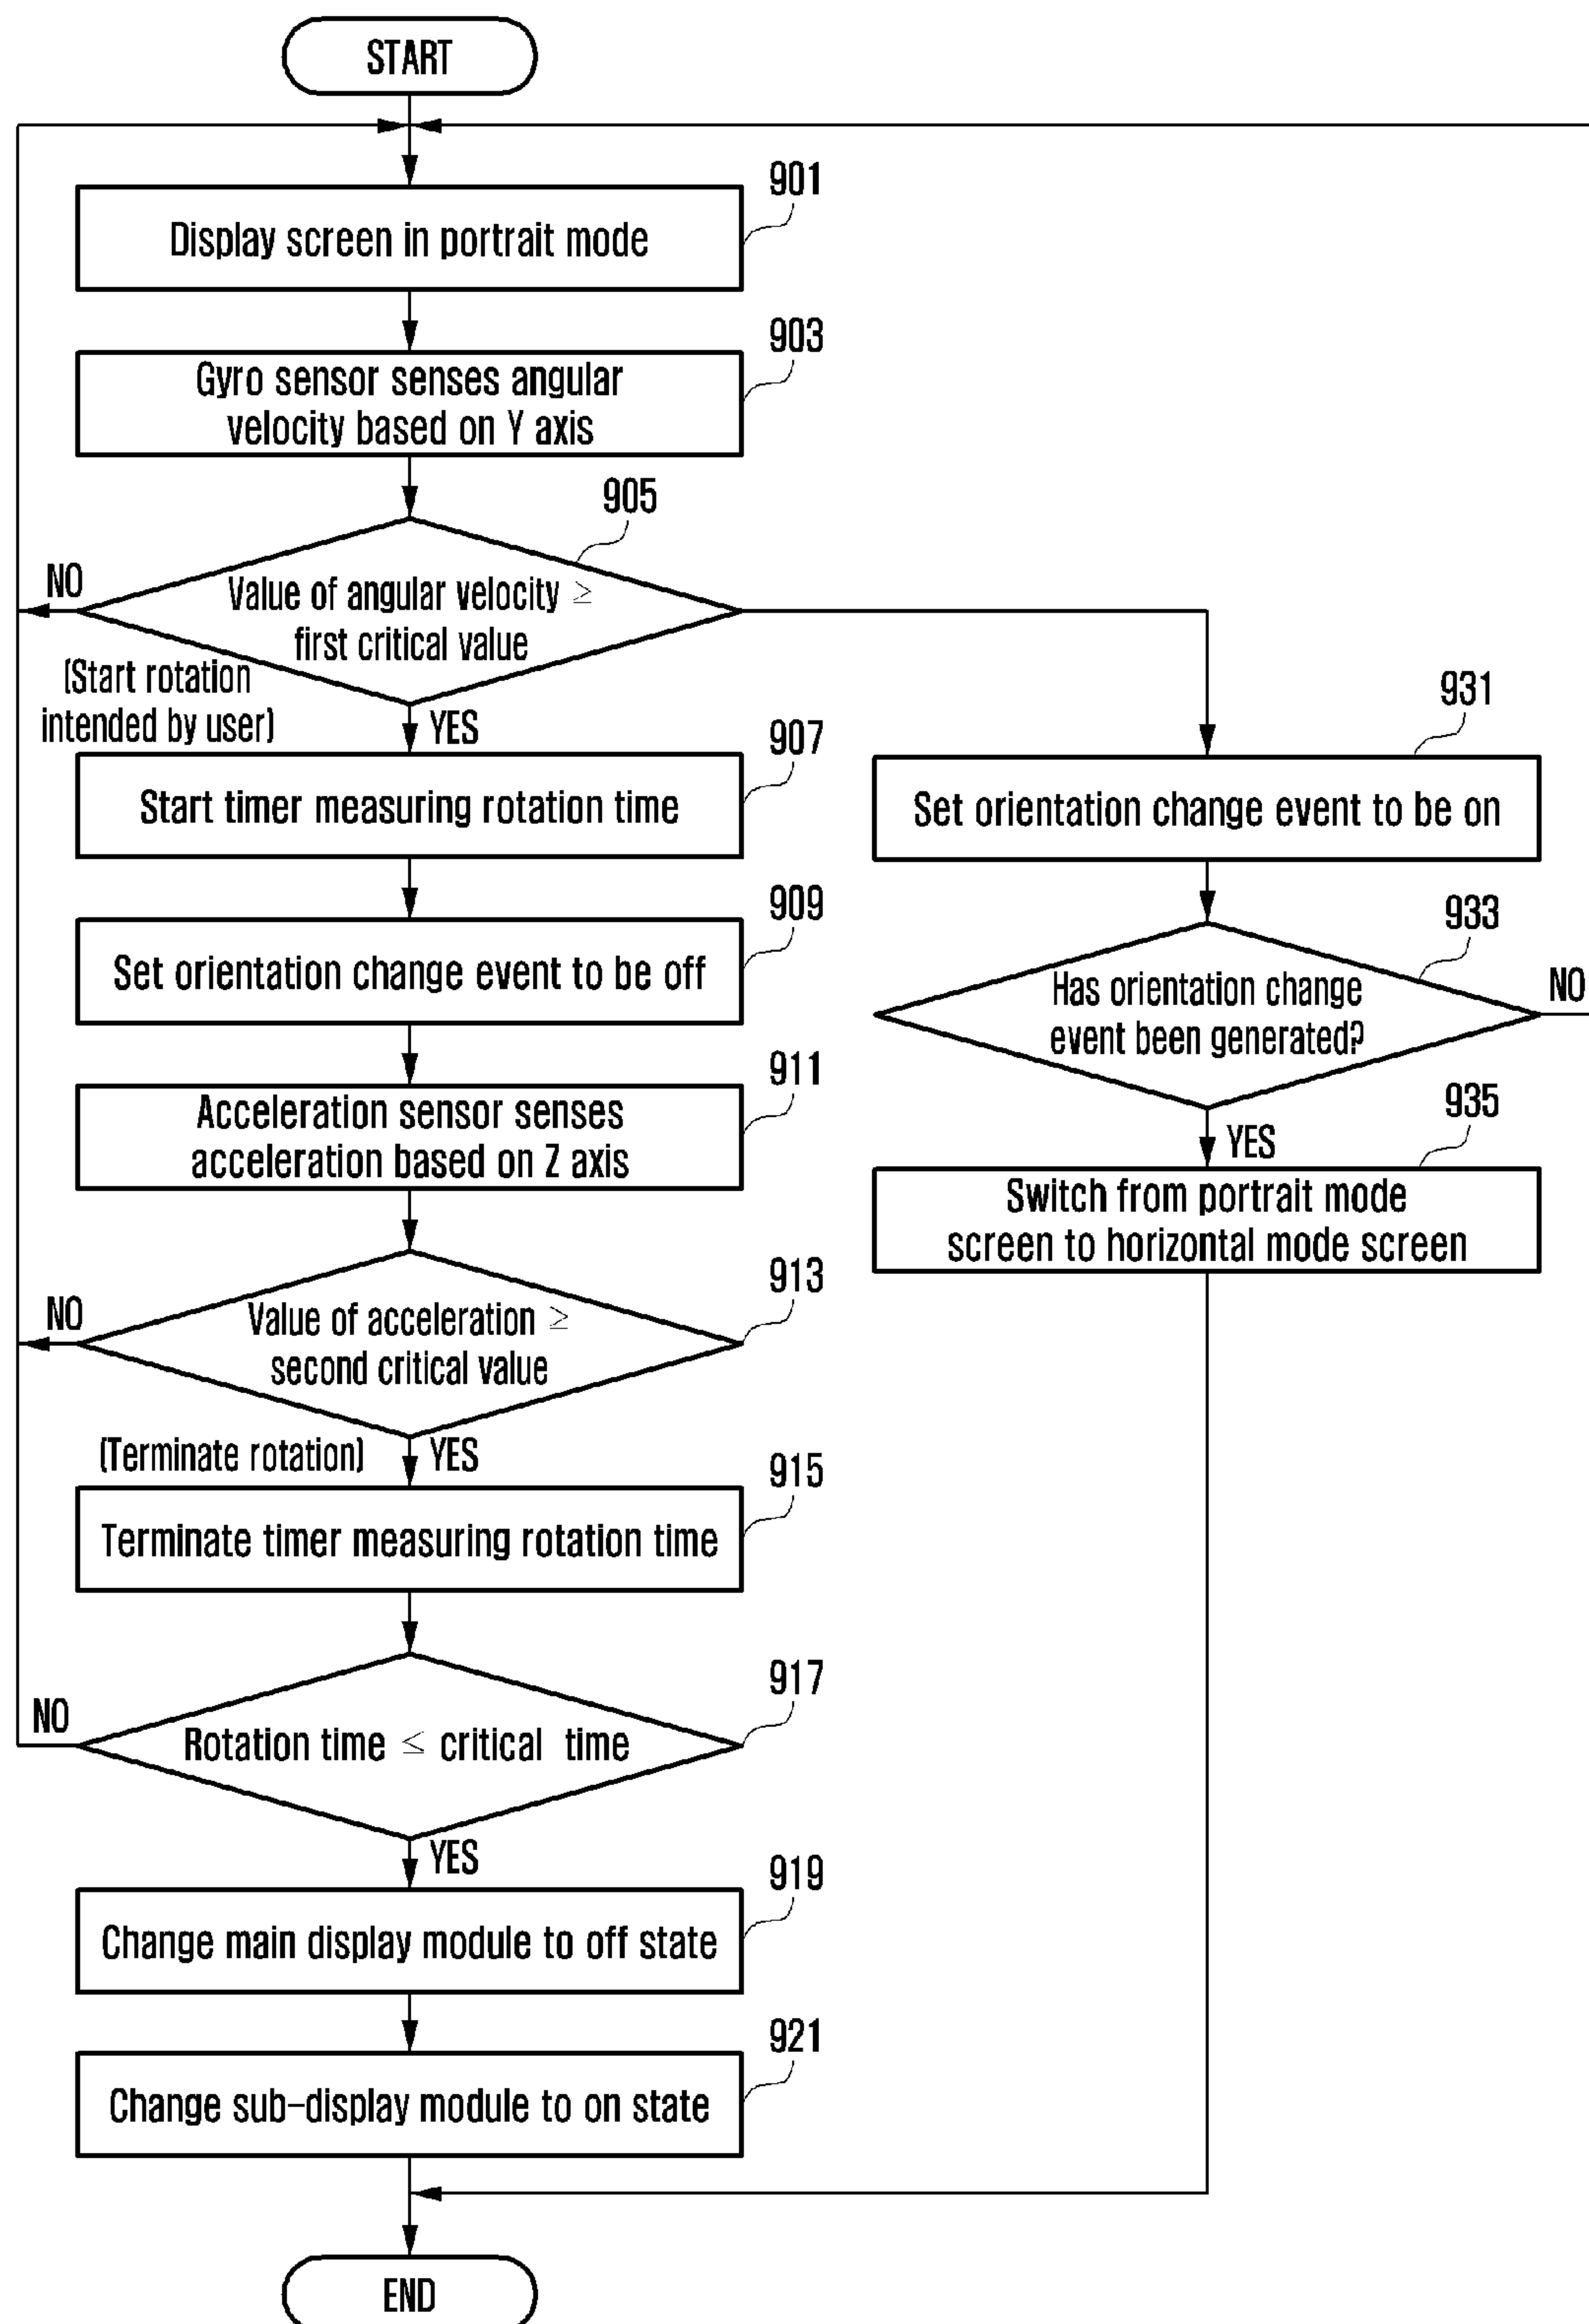 START
901
Display screen in portrait mode
903
Gyro sensor senses angular
velocity based on Y axis
905
NO
Value of angular velocity ≥
first critical value
(Start rotation
intended by user)
YES
907
Start timer measuring rotation time
909
Set orientation change event to be off
911
Acceleration sensor senses
acceleration based on Z axis
913
NO
Value of acceleration ≥
second critical value
(Terminate rotation)
YES
915
Terminate timer measuring rotation time
917
NO
Rotation time ≤ critical time
YES
919
Change main display module to off state
921
Change sub-display module to on state
END
931
Set orientation change event to be on
933
Has orientation change
event been generated?
NO
YES
935
Switch from portrait mode
screen to horizontal mode screen